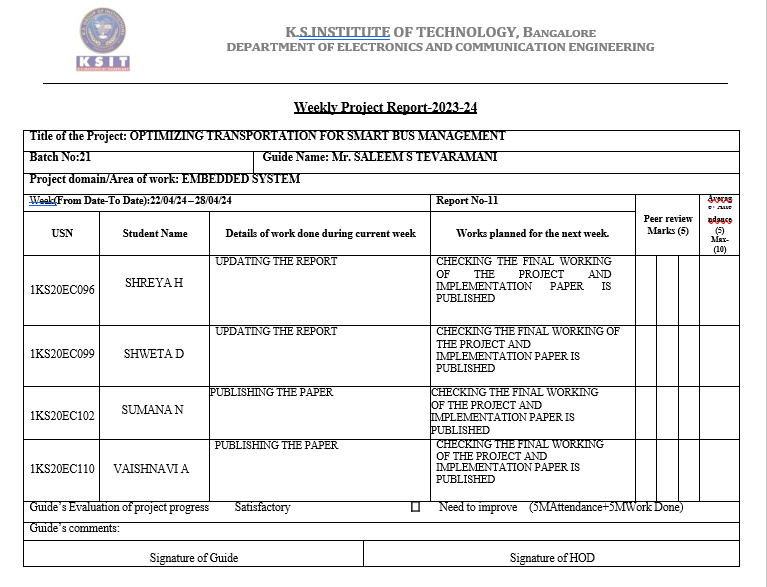 KSIT
K.S.INSTITUTE OF TECHNOLOGY, BANGALORE
DEPARTMENT OF ELECTRONICS AND COMMUNICATION ENGINEERING
Weekly Project Report-2023-24
Title of the Project: OPTIMIZING TRANSPORTATION FOR SMART BUS MANAGEMENT
Batch No:21
Guide Name: Mr. SALEEM S TEVARAMANI
Project domain/Area of work: EMBEDDED SYSTEM
Week(From Date-To Date):22/04/24–28/04/24
Report No-11
USN
Student Name
Details of work done during current week
Works planned for the next week.
Peer review
Marks (5)
ndance
(5)
Max-
(10)
1KS20EC096
SHREYA H
UPDATING THE REPORT
CHECKING THE FINAL WORKING
OF THE PROJECT AND
IMPLEMENTATION PAPER IS
PUBLISHED
1KS20EC099
SHWETA D
UPDATING THE REPORT
CHECKING THE FINAL WORKING OF
THE PROJECT AND
IMPLEMENTATION PAPER IS
PUBLISHED
1KS20EC102
SUMANA N
PUBLISHING THE PAPER
CHECKING THE FINAL WORKING
OF THE PROJECT AND
IMPLEMENTATION PAPER IS
PUBLISHED
1KS20EC110
VAISHNAVI A
PUBLISHING THE PAPER
CHECKING THE FINAL WORKING
OF THE PROJECT AND
IMPLEMENTATION PAPER IS
PUBLISHED
Guide's Evaluation of project progress Satisfactory ☐ Need to improve (5MAttendance+5MWork Done)
Guide's comments:
Signature of Guide
Signature of HOD